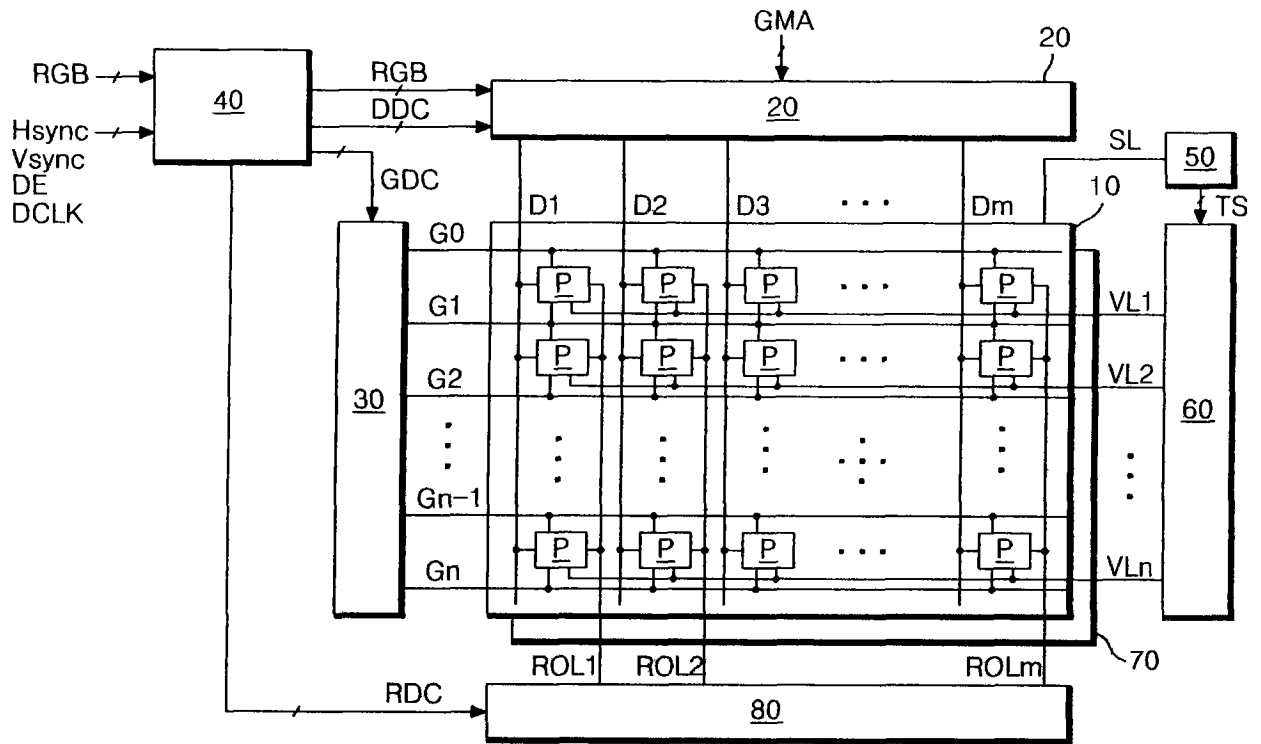 GMA
20
RGB
40
RGB
DDC
20
Hsync
Vsync
DE
DCLK
GDC
SL
50
TS
D1 D2 D3 ... Dm
10
G0
P P P ... P
VL1
G1
P P P ... P
VL2
G2
30
60
Gn-1
P P P ... P
VLn
Gn
70
ROL1 ROL2 ROLm
RDC
80